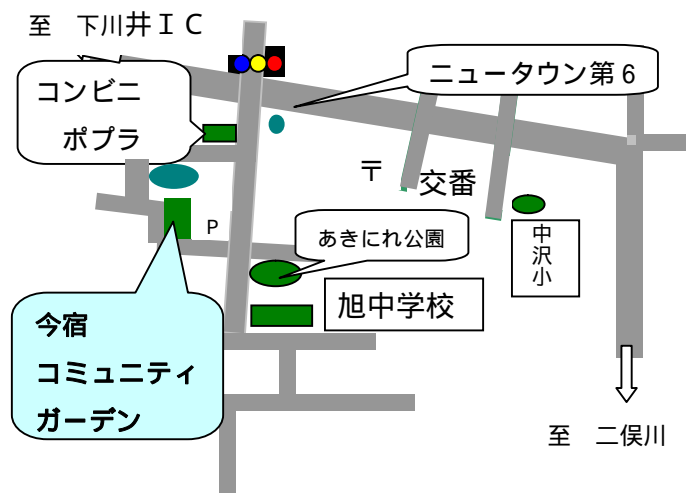 至　下川井ＩＣ
ニュータウン第６
コンビニ
ポプラ
〒
交番
P
あきにれ公園
中沢小
旭中学校
今宿
コミュニティ
ガーデン
至　二俣川